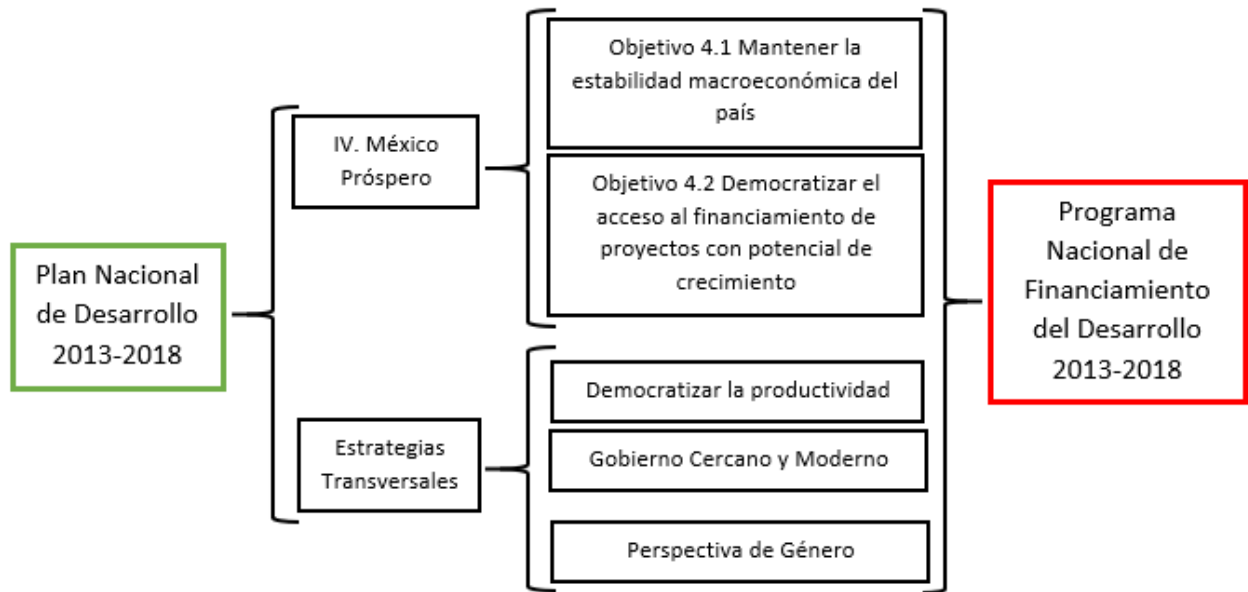 Plan Nacional
de Desarrollo
2013-2018
IV. México
Próspero
Estrategias
Transversales
Objetivo 4.1 Mantener la
estabilidad macroeconómica del
país
Objetivo 4.2 Democratizar el
acceso al financiamiento de
proyectos con potencial de
crecimiento
Democratizar la productividad
Gobierno Cercano y Moderno
Perspectiva de Género
Programa
Nacional de
Financiamiento
del Desarrollo
2013-2018